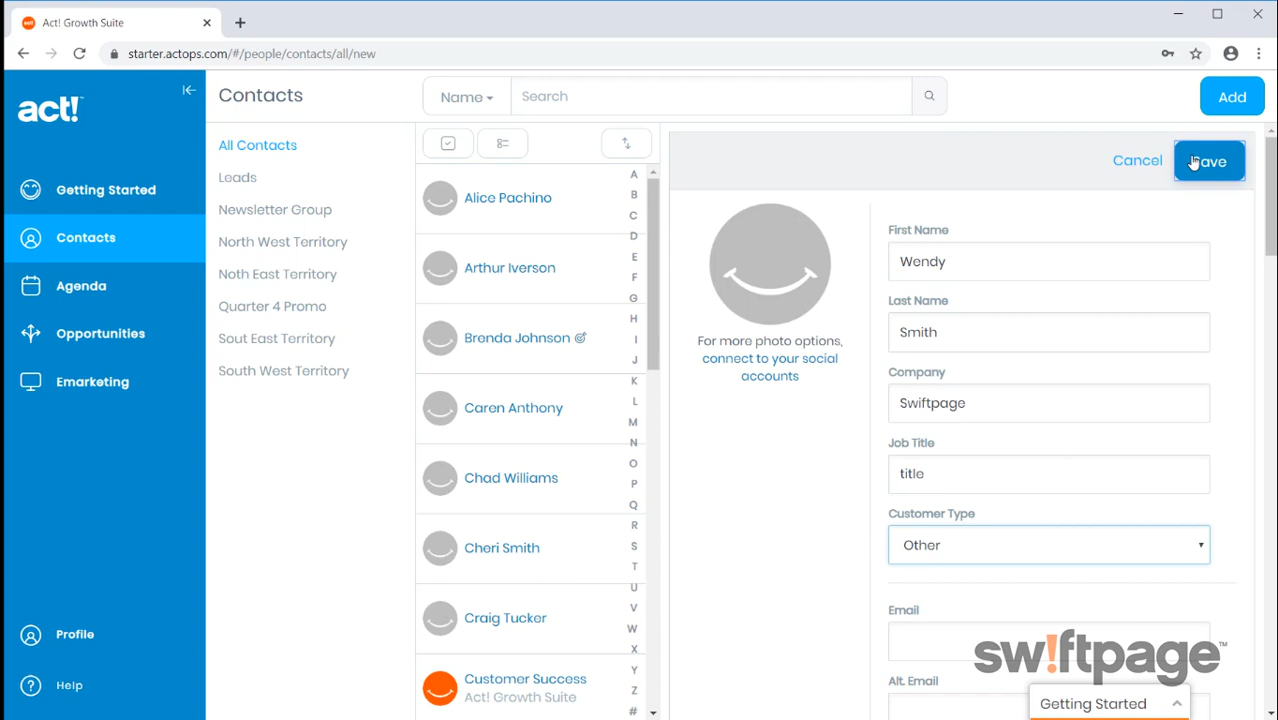 act!
Act! Growth Suite
starter.actops.com/#/people/contacts/all/new
act!
Contacts
Name
Search
Add
Getting Started
Contacts
Agenda
Opportunities
Emarketing
Profile
Help
All Contacts
Leads
Newsletter Group
North West Territory
Noth East Territory
Quarter 4 Promo
Sout East Territory
South West Territory
Alice Pachino
Arthur Iverson
Brenda Johnson
Caren Anthony
Chad Williams
Cheri Smith
Craig Tucker
Customer Success
Act! Growth Suite
A
B
C
D
E
F
G
H
I
J
K
L
M
N
O
P
Q
R
S
T
U
V
W
X
Y
Z
#
Cancel
Save
For more photo options,
connect to your social
accounts
First Name
Wendy
Last Name
Smith
Company
Swiftpage
Job Title
title
Customer Type
Other
Email
Alt. Email
sw!ftpage™
Getting Started